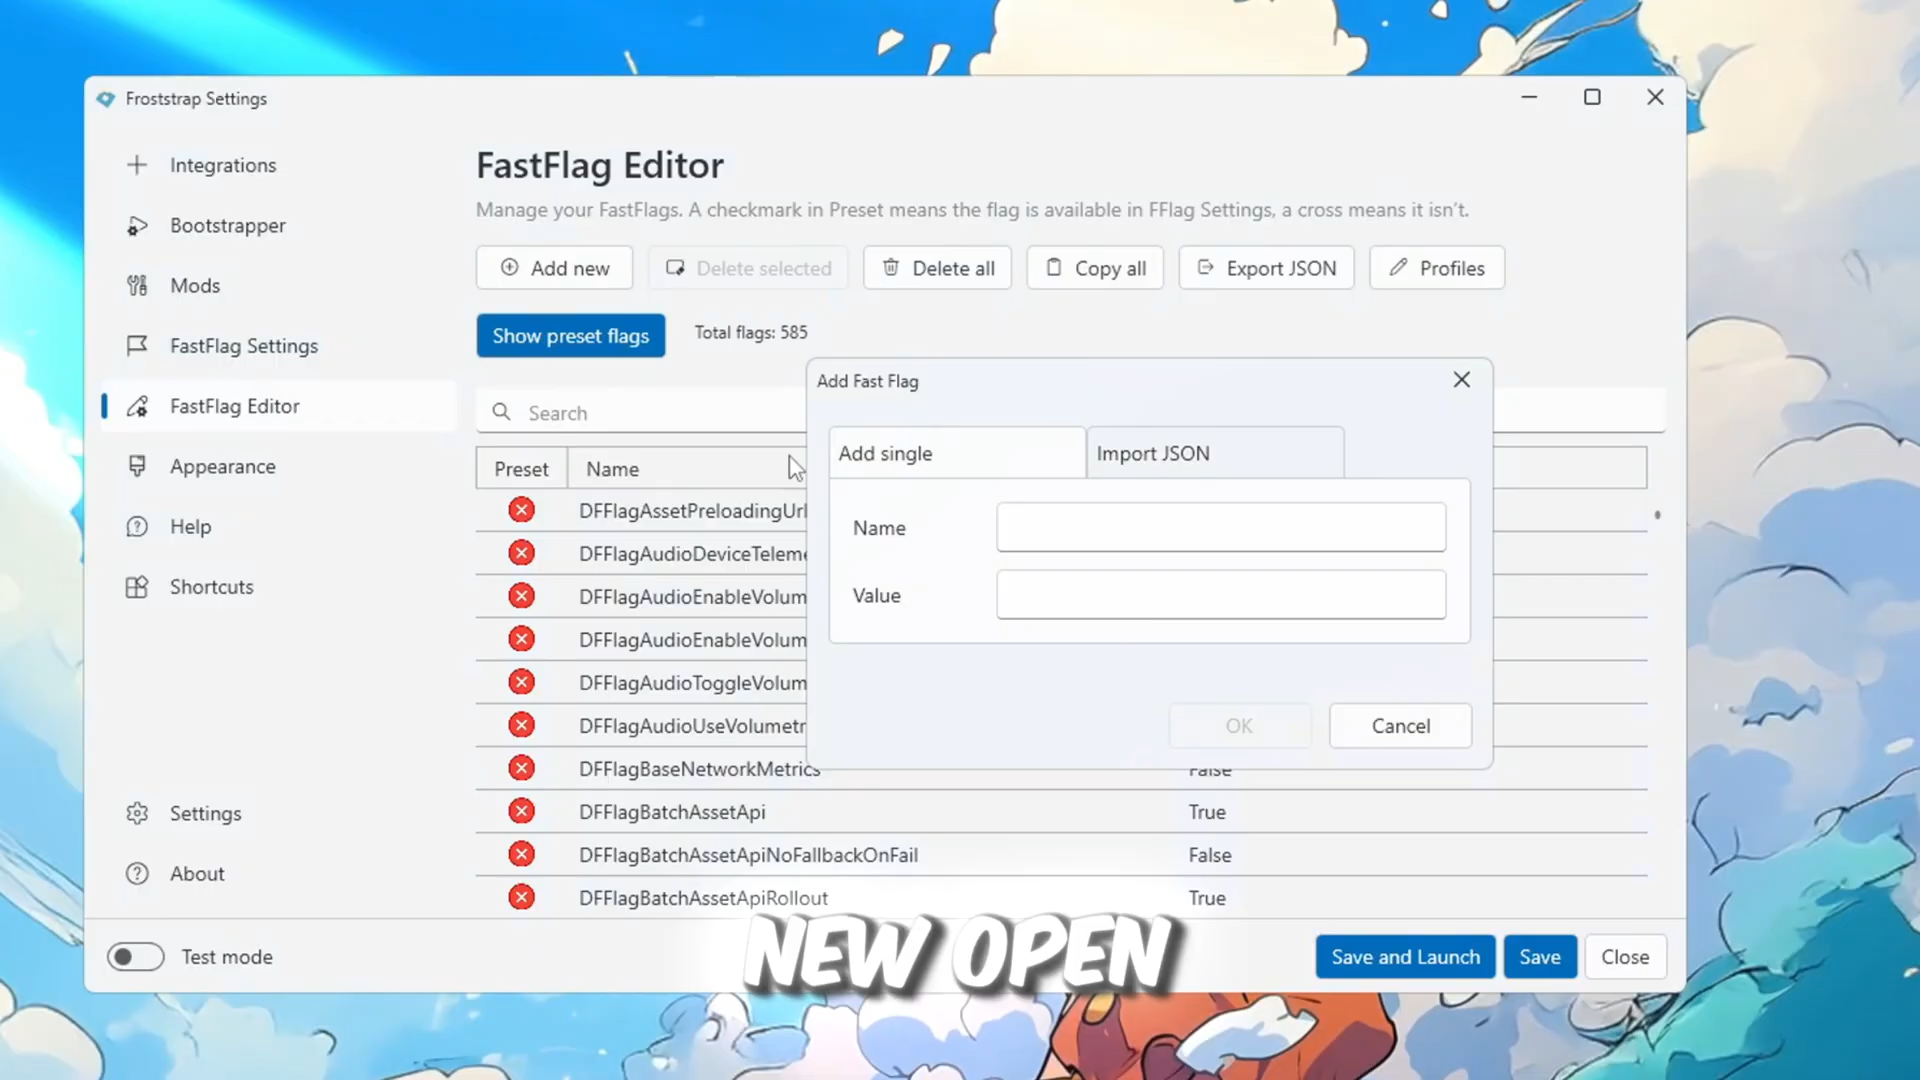 Froststrap Settings
Integrations
Bootstrapper
Mods
FastFlag Settings
FastFlag Editor
Appearance
Help
Shortcuts
Settings
About
Test mode
FastFlag Editor
Manage your FastFlags. A checkmark in Preset means the flag is available in FFlag Settings, a cross means it isn't.
Add new Delete selected Delete all Copy all Export JSON Profiles
Show preset flags Total flags: 585
Search
Preset Name
DFFlagAssetPreloadingUrl
DFFlagAudioDeviceTeleme
DFFlagAudioEnableVolum
DFFlagAudioEnableVolum
DFFlagAudioToggleVolum
DFFlagAudioUseVolumetr
DFFlagBaseNetworkMetrics False
DFFlagBatchAssetApi True
DFFlagBatchAssetApiNoFallbackOnFail False
DFFlagBatchAssetApiRollout True
Add Fast Flag
Add single Import JSON
Name
Value
OK Cancel
NEW OPEN
Save and Launch Save Close